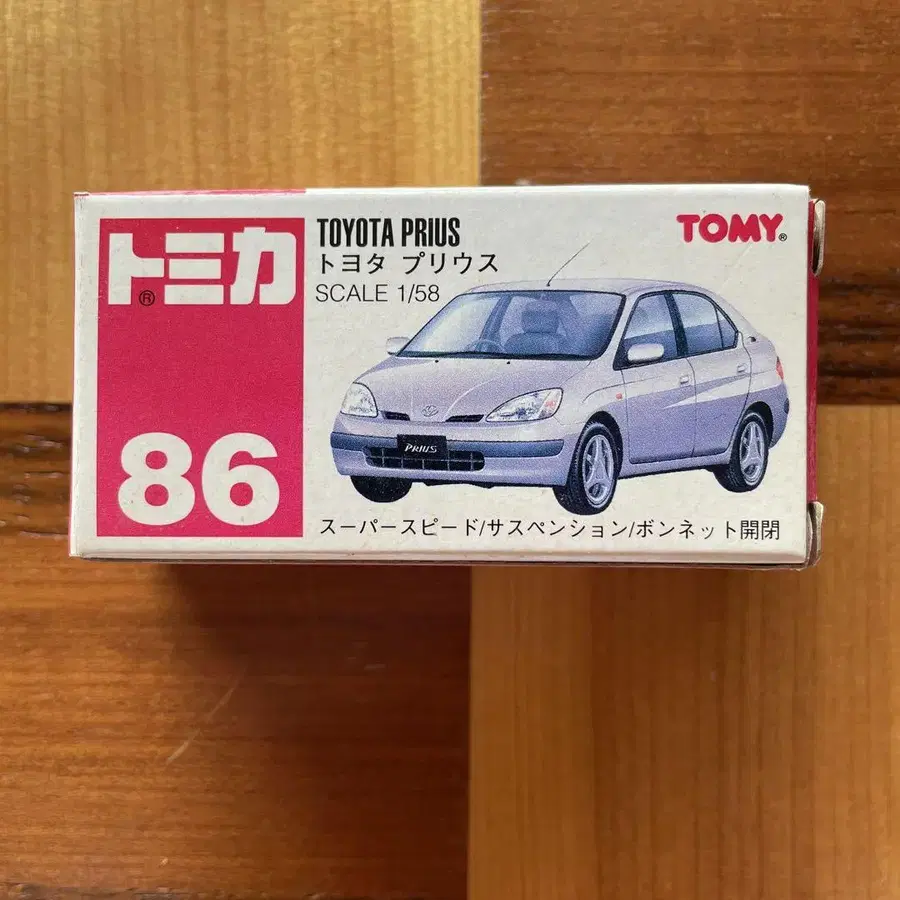 トミカ®
86
TOYOTA PRIUS
トヨタ プリウス
SCALE 1/58
TOMY®
PRIUS
スーパースピード/サスペンション/ボンネット開閉